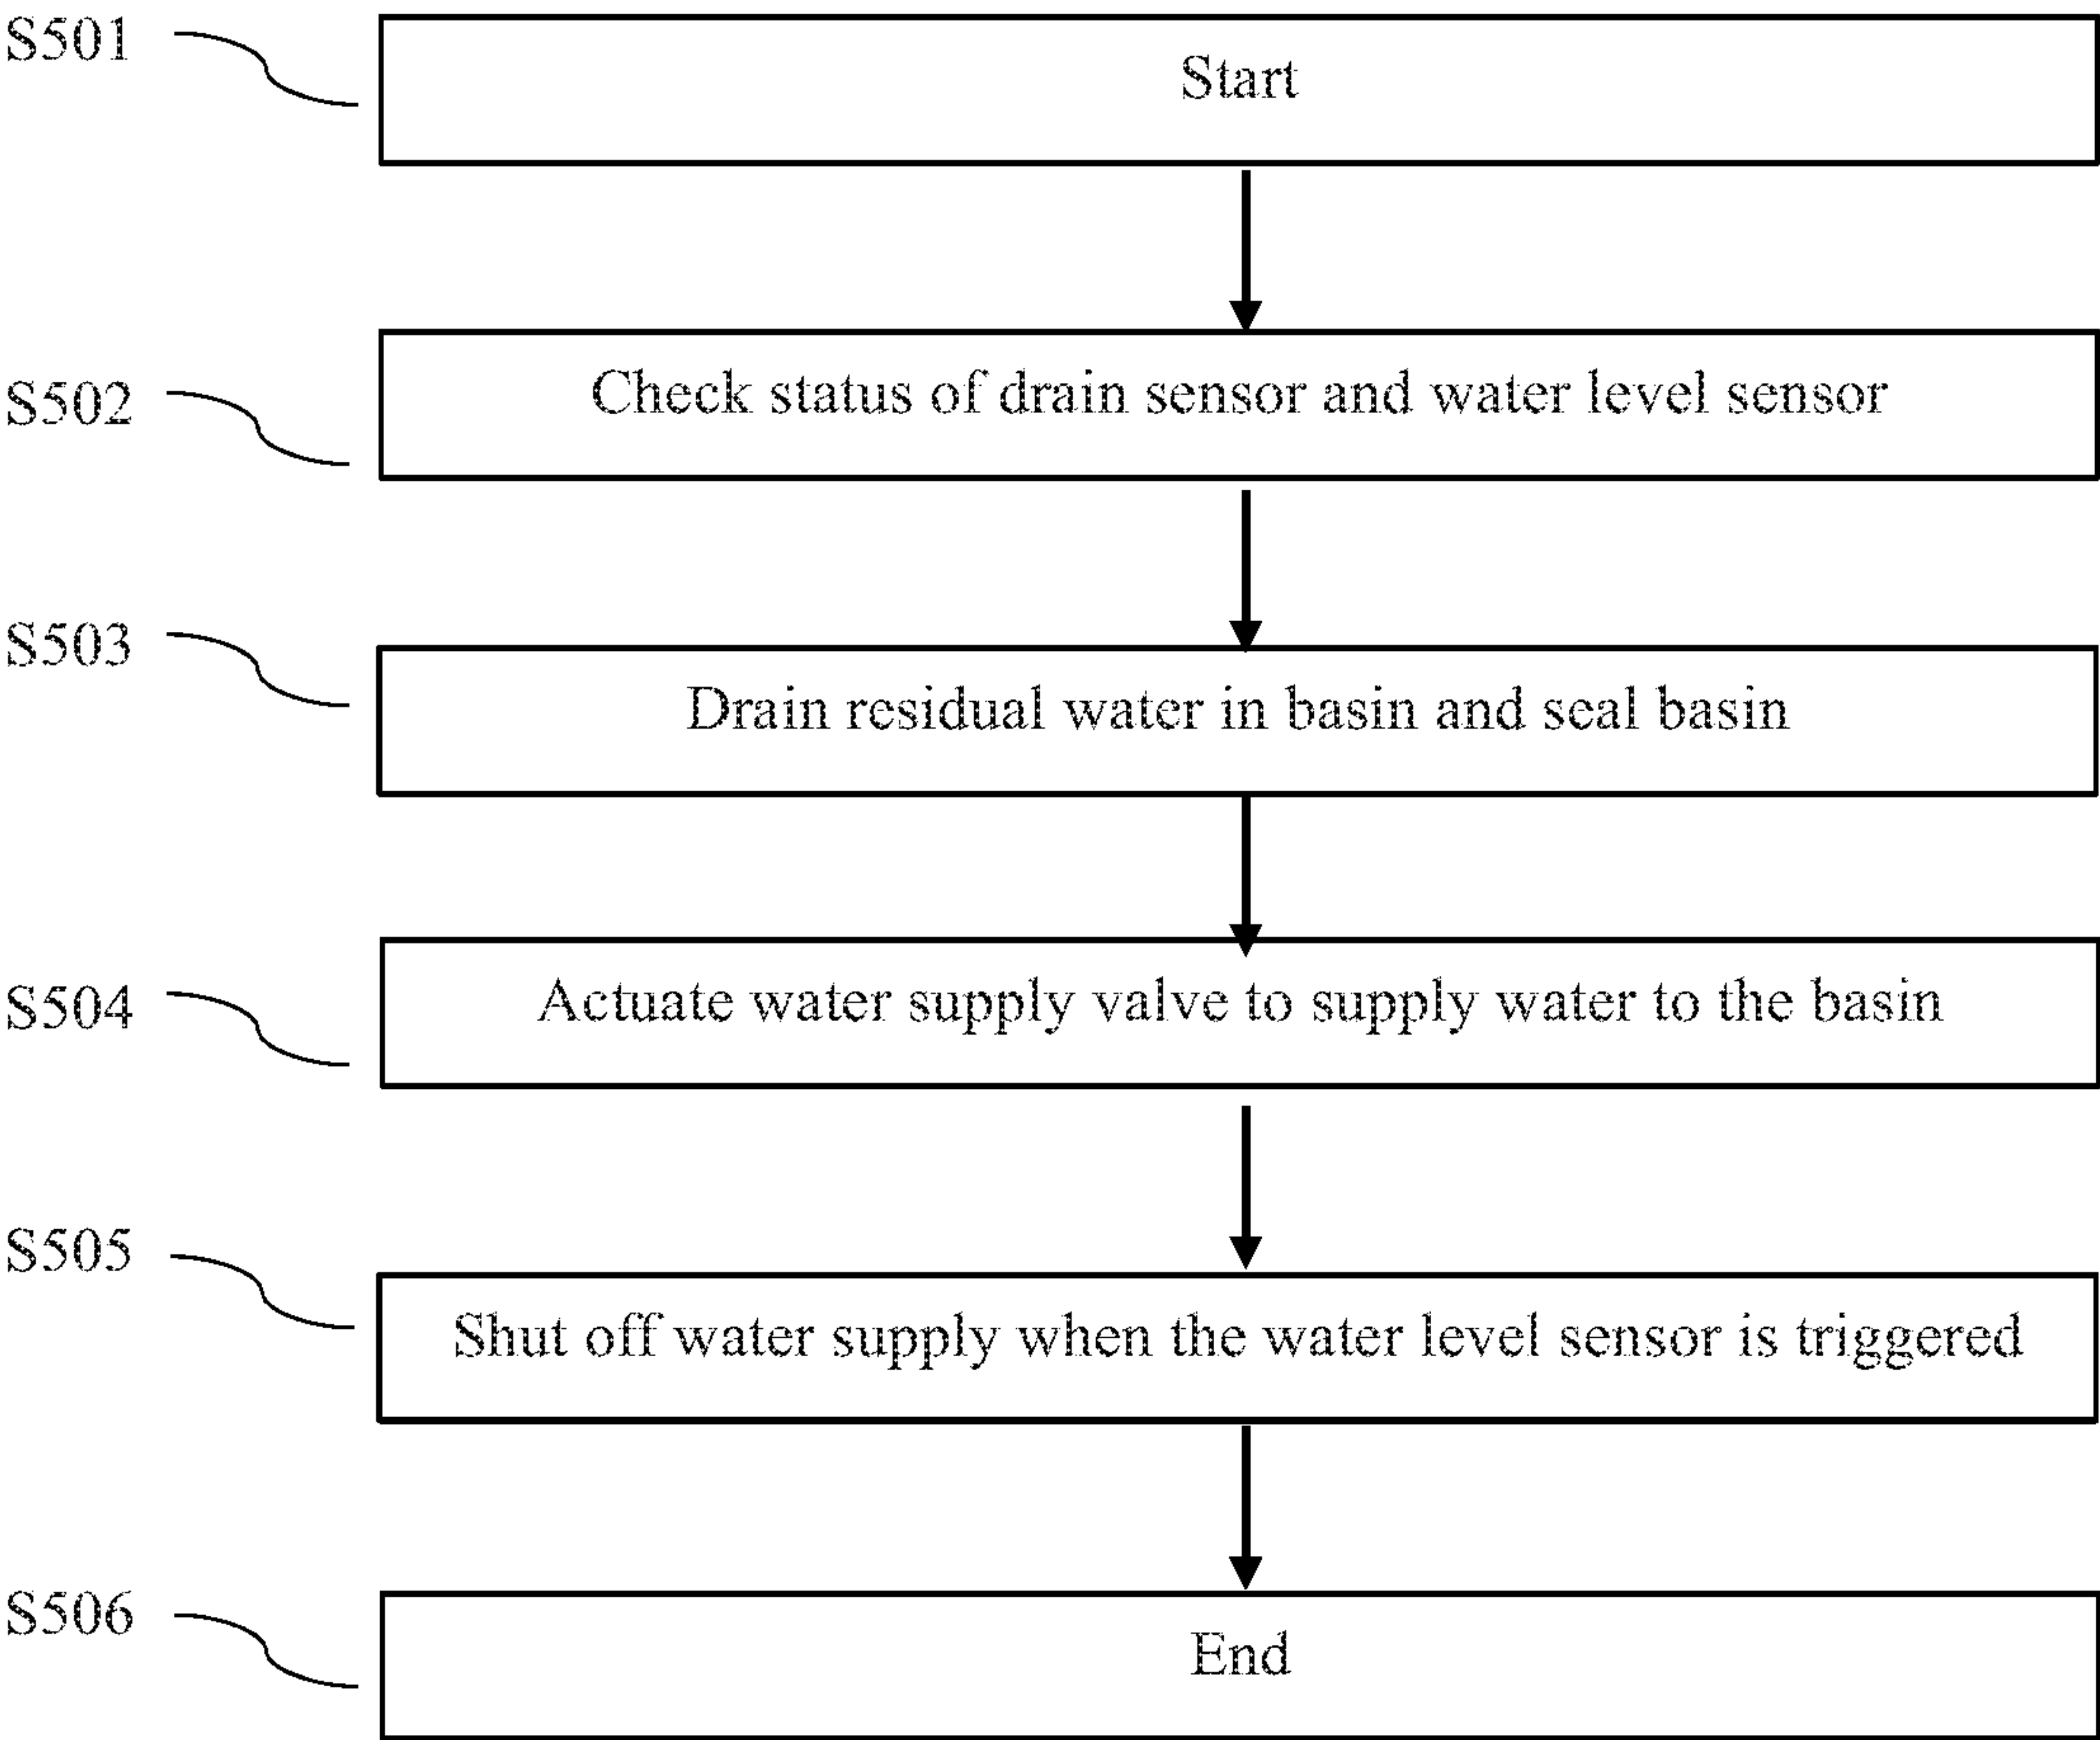 S501
Start
S502
Check status of drain sensor and water level sensor
S503
Drain residual water in basin and seal basin
S504
Actuate water supply valve to supply water to the basin
S505
Shut off water supply when the water level sensor is triggered
S506
End